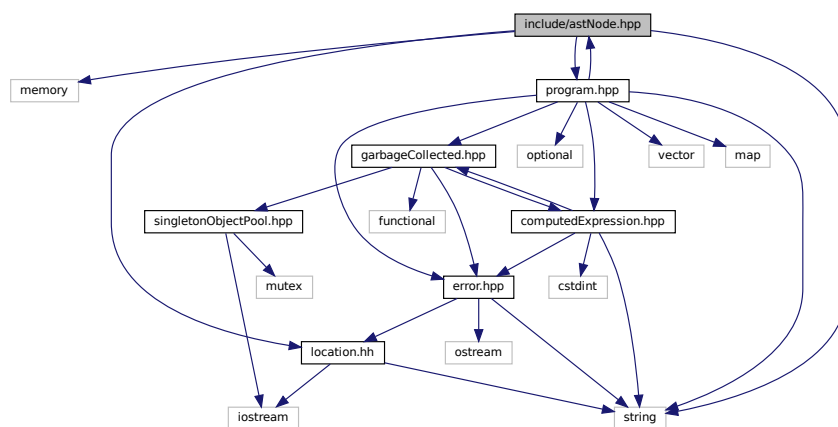 include/astNode.hpp
memory
program.hpp
garbageCollected.hpp
optional
vector
map
singletonObjectPool.hpp
functional
computedExpression.hpp
mutex
error.hpp
cstdint
location.hh
ostream
iostream
string